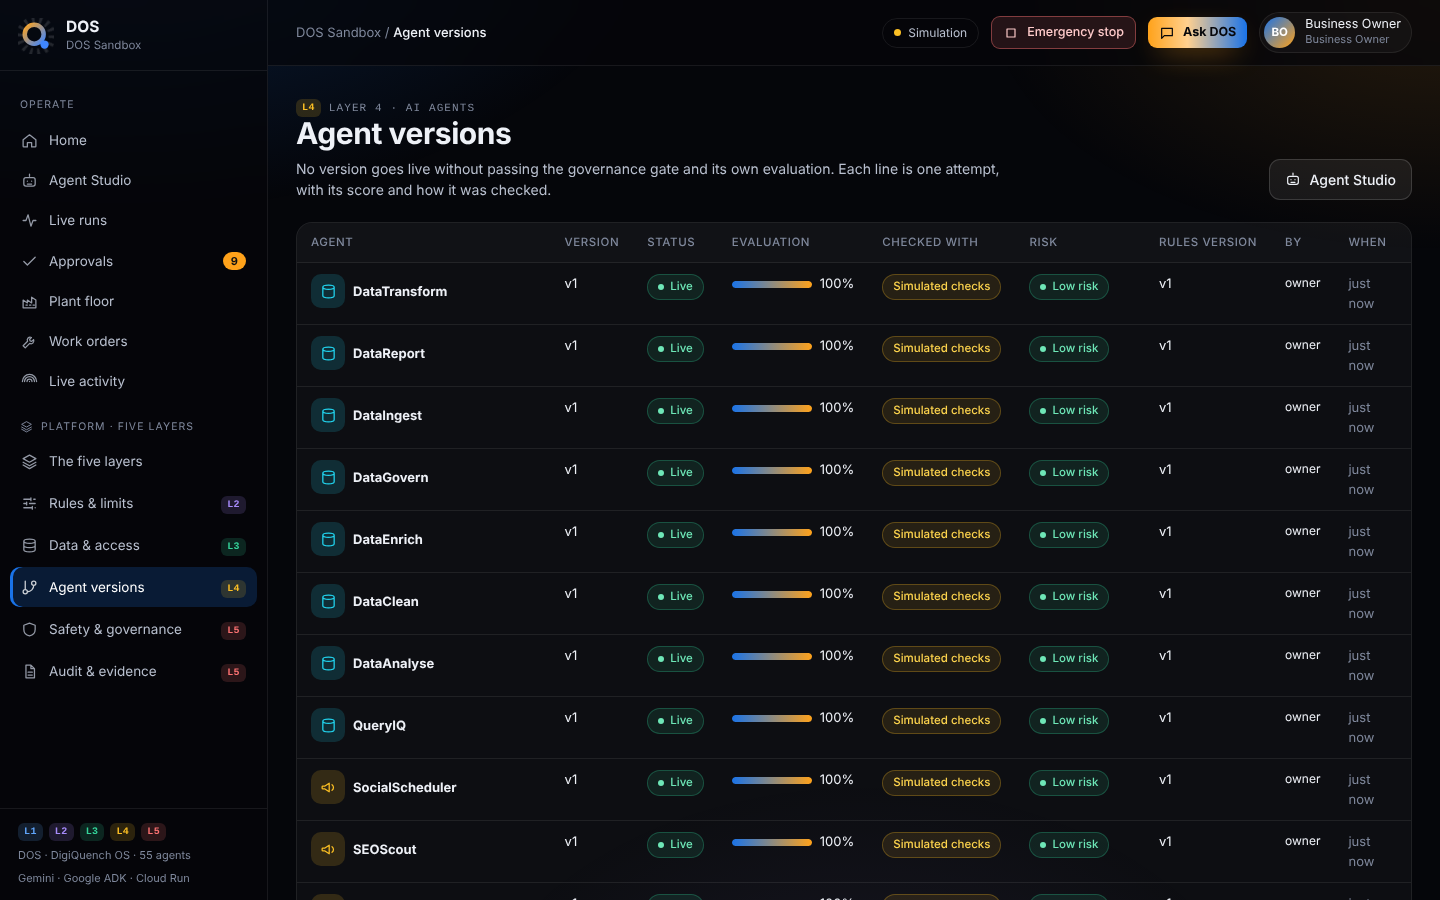 DOS
DOS Sandbox
OPERATE
Home
Agent Studio
Live runs
Approvals 9
Plant floor
Work orders
Live activity
PLATFORM · FIVE LAYERS
The five layers
Rules & limits L2
Data & access L3
Agent versions L4
Safety & governance L5
Audit & evidence L5
L1 L2 L3 L4 L5
DOS · DigiQuench OS · 55 agents
Gemini · Google ADK · Cloud Run
DOS Sandbox / Agent versions
Simulation
Emergency stop
Ask DOS
BO
Business Owner
Business Owner
L4 LAYER 4 · AI AGENTS
Agent versions
No version goes live without passing the governance gate and its own evaluation. Each line is one attempt,
with its score and how it was checked.
Agent Studio
AGENT VERSION STATUS EVALUATION CHECKED WITH RISK RULES VERSION BY WHEN
DataTransform v1 Live 100% Simulated checks Low risk v1 owner just
now
DataReport v1 Live 100% Simulated checks Low risk v1 owner just
now
DataIngest v1 Live 100% Simulated checks Low risk v1 owner just
now
DataGovern v1 Live 100% Simulated checks Low risk v1 owner just
now
DataEnrich v1 Live 100% Simulated checks Low risk v1 owner just
now
DataClean v1 Live 100% Simulated checks Low risk v1 owner just
now
DataAnalyse v1 Live 100% Simulated checks Low risk v1 owner just
now
QueryIQ v1 Live 100% Simulated checks Low risk v1 owner just
now
SocialScheduler v1 Live 100% Simulated checks Low risk v1 owner just
now
SEOScout v1 Live 100% Simulated checks Low risk v1 owner just
now